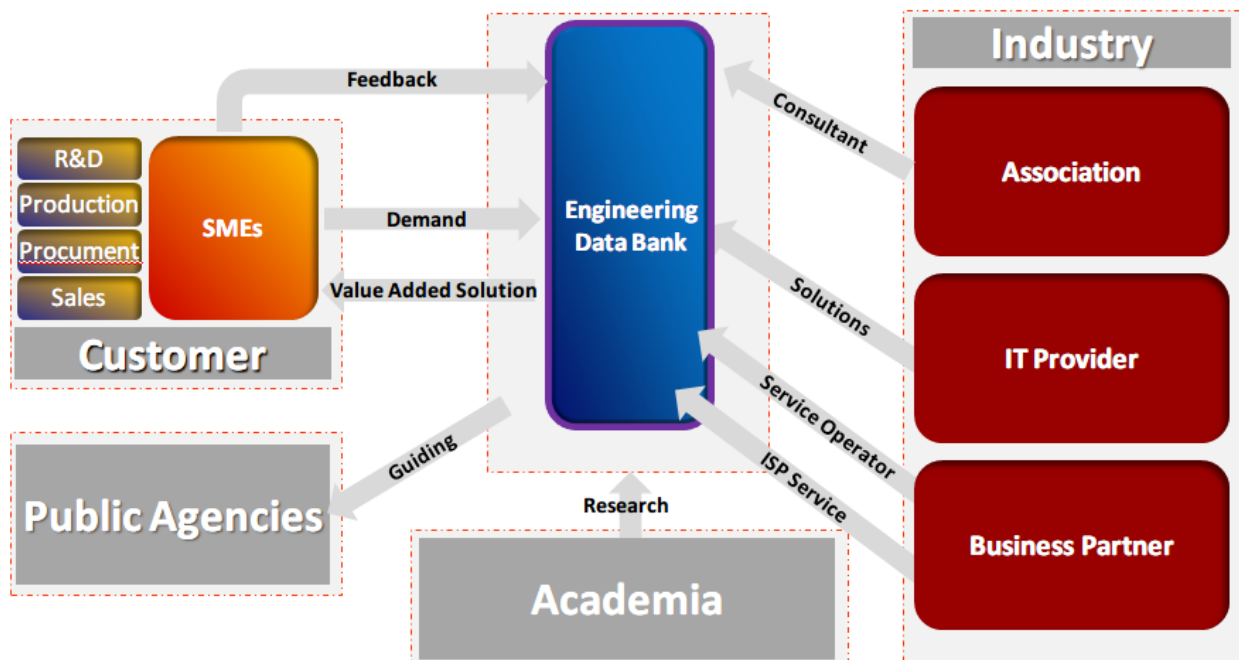 Feedback
R&D
Production
Procument
Sales
SMEs
Customer
Demand
Value Added Solution
Engineering
Data Bank
Industry
Association
IT Provider
Business Partner
Consultant
Solutions
Service Operator
ISP Service
Guiding
Public Agencies
Research
Academia